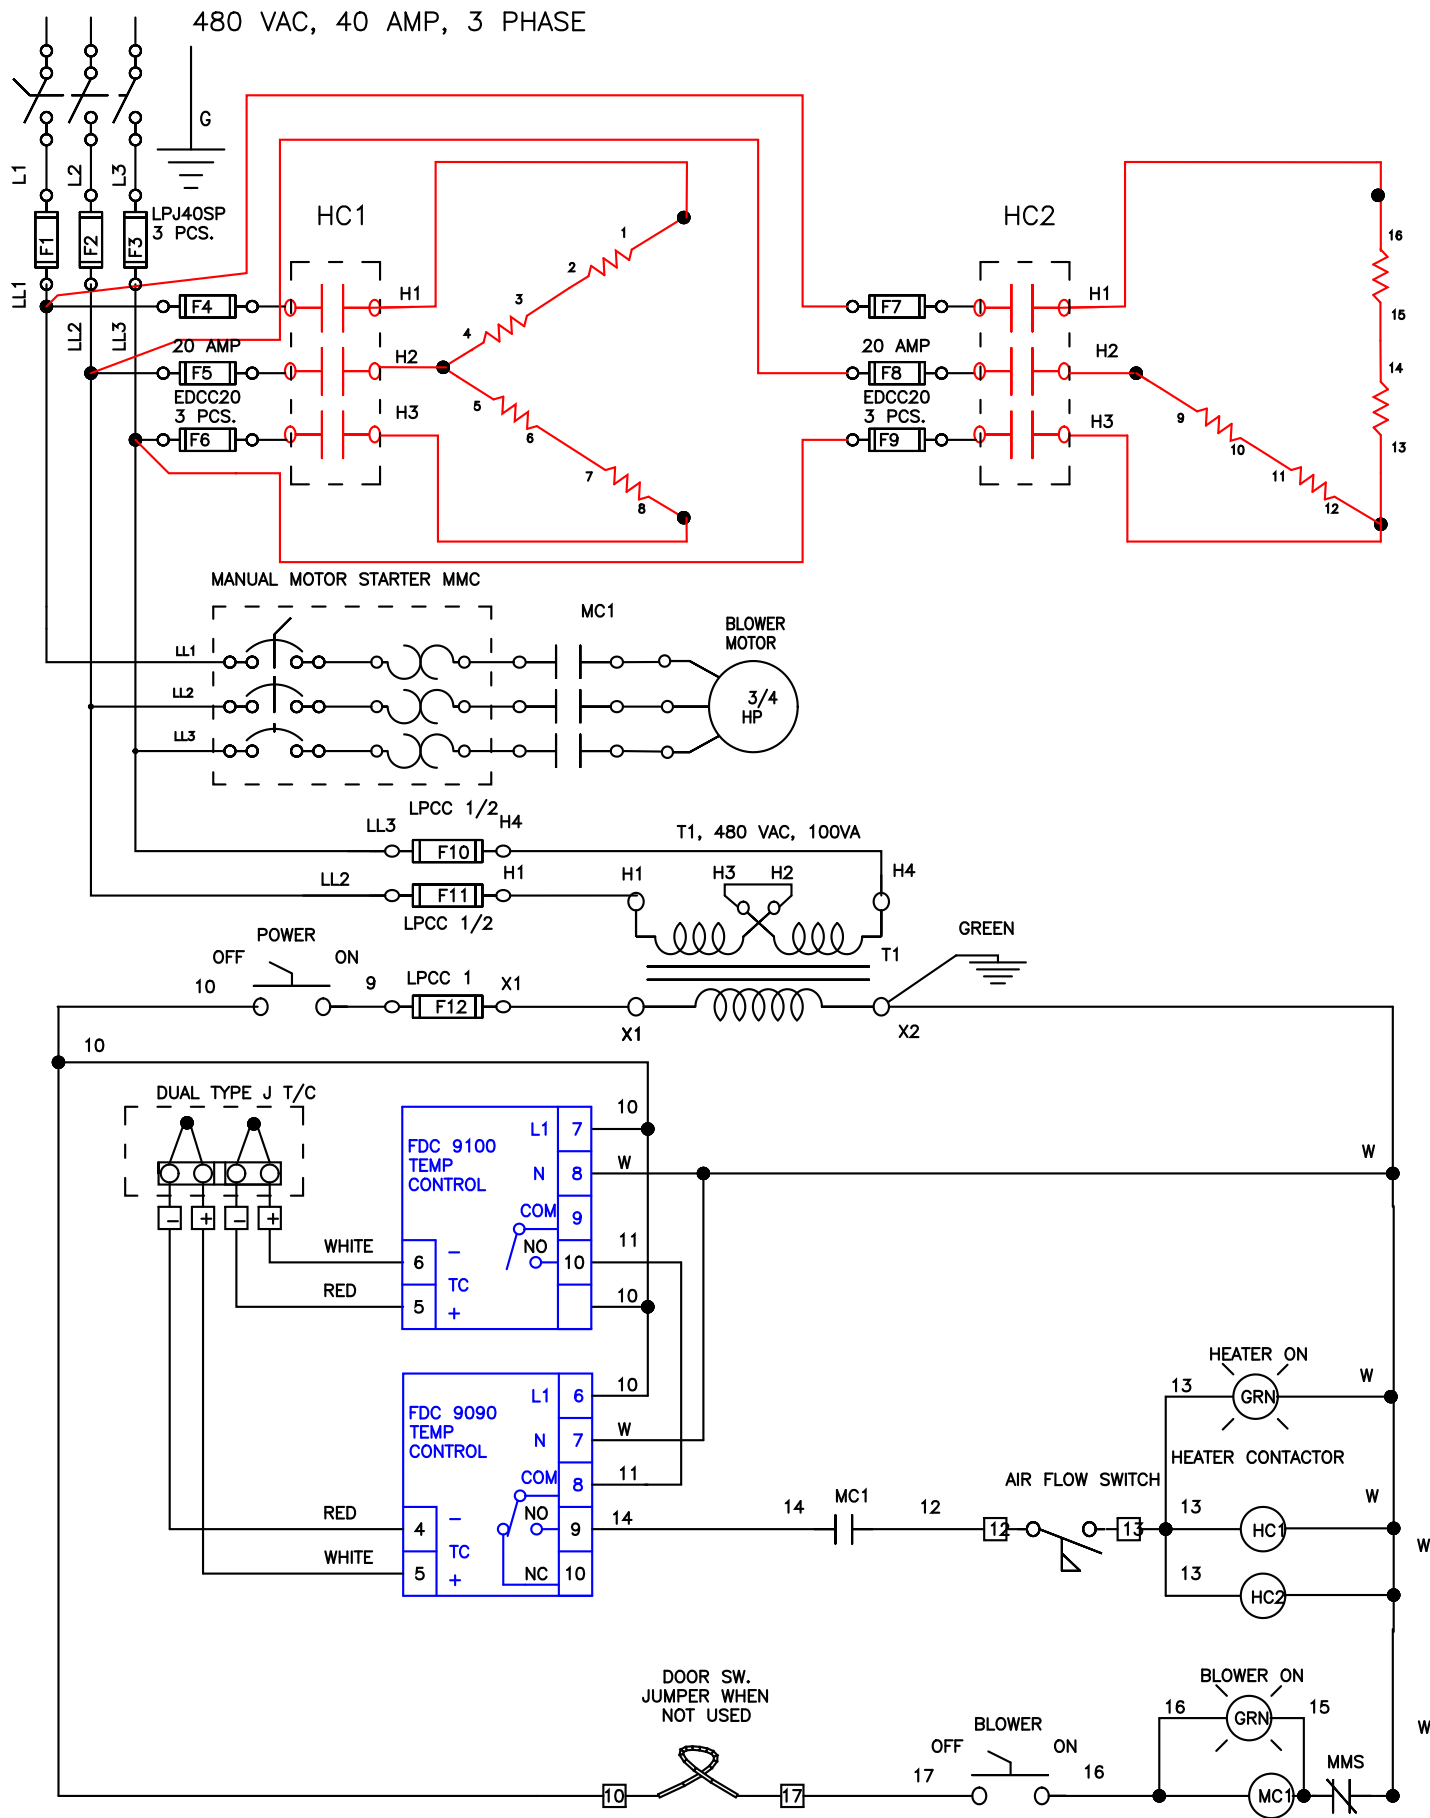 480 VAC, 40 AMP, 3 PHASE
G
L1 L2 L3
LPJ40SP
3 PCS.
F1 F2 F3
LL1 LL2 LL3
HC1
HC2
F4
20 AMP
F5
EDCC20
3 PCS.
F6
H1
H2
H3
1
2
3
4
5
6
7
8
F7
20 AMP
F8
EDCC20
3 PCS.
F9
H1
H2
H3
16
15
14
13
9
10
11
12
MANUAL MOTOR STARTER MMC
MC1
BLOWER
MOTOR
LL1
LL2
LL3
3/4
HP
LPCC 1/2
LL3 F10 H4
T1, 480 VAC, 100VA
LL2 F11 H1
LPCC 1/2
H1 H3 H2 H4
T1
GREEN
POWER
OFF ON
10 9
LPCC 1
F12
X1
X1 X2
10
DUAL TYPE J T/C
− + − +
WHITE
RED
FDC 9100
TEMP
CONTROL
L1 7 10
N 8 W
COM 9
NO 10 11
10
6 −
TC
5 +
W
FDC 9090
TEMP
CONTROL
L1 6 10
N 7 W
COM 8 11
NO 9 14
NC 10
RED
WHITE
4 −
TC
5 +
14 MC1 12
AIR FLOW SWITCH
12 13
HEATER ON
13 GRN W
HEATER CONTACTOR
13 HC1 W
13 HC2
W
DOOR SW.
JUMPER WHEN
NOT USED
10 17
17
BLOWER
OFF ON
16
BLOWER ON
16 GRN 15
MC1
MMS
W